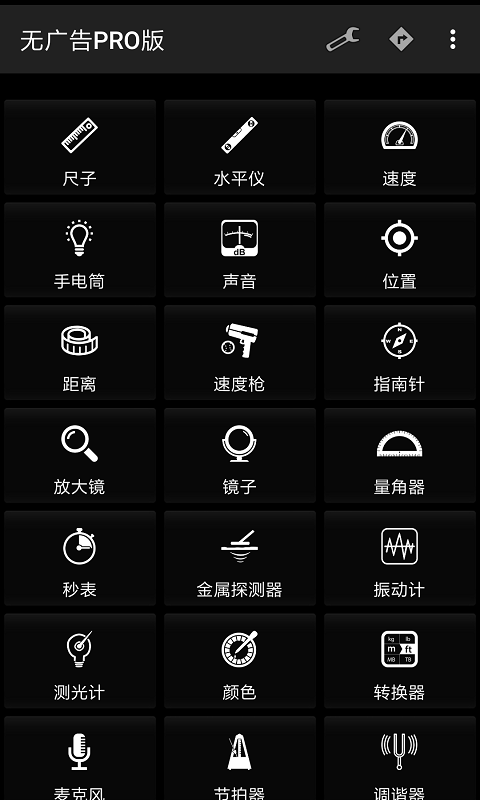 无广告PRO版
尺子
水平仪
速度
手电筒
dB
声音
位置
距离
速度枪
N
W
E
S
指南针
放大镜
镜子
量角器
秒表
金属探测器
振动计
测光计
颜色
kg
lb
m
ft
MB
TB
转换器
麦克风
节拍器
调谐器